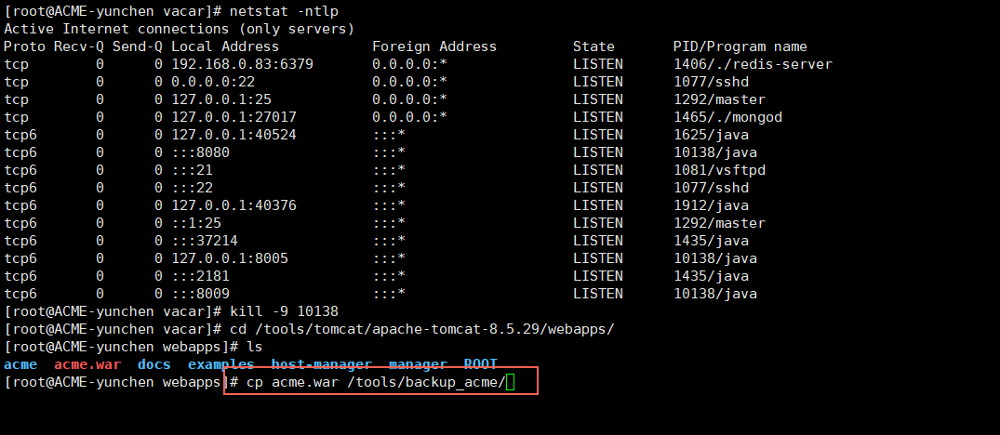 [root@ACME-yunchen vacar]# netstat -ntlp
Active Internet connections (only servers)
Proto Recv-Q Send-Q Local Address           Foreign Address         State       PID/Program name
tcp        0      0 192.168.0.83:6379       0.0.0.0:*               LISTEN      1406/./redis-server
tcp        0      0 0.0.0.0:22              0.0.0.0:*               LISTEN      1077/sshd
tcp        0      0 127.0.0.1:25            0.0.0.0:*               LISTEN      1292/master
tcp        0      0 127.0.0.1:27017         0.0.0.0:*               LISTEN      1465/./mongod
tcp6       0      0 127.0.0.1:40524         :::*                    LISTEN      1625/java
tcp6       0      0 :::8080                 :::*                    LISTEN      10138/java
tcp6       0      0 :::21                   :::*                    LISTEN      1081/vsftpd
tcp6       0      0 :::22                   :::*                    LISTEN      1077/sshd
tcp6       0      0 127.0.0.1:40376         :::*                    LISTEN      1912/java
tcp6       0      0 ::1:25                  :::*                    LISTEN      1292/master
tcp6       0      0 :::37214                :::*                    LISTEN      1435/java
tcp6       0      0 127.0.0.1:8005          :::*                    LISTEN      10138/java
tcp6       0      0 :::2181                 :::*                    LISTEN      1435/java
tcp6       0      0 :::8009                 :::*                    LISTEN      10138/java
[root@ACME-yunchen vacar]# kill -9 10138
[root@ACME-yunchen vacar]# cd /tools/tomcat/apache-tomcat-8.5.29/webapps/
[root@ACME-yunchen webapps]# ls
acme  acme.war  docs  examples  host-manager  manager  ROOT
[root@ACME-yunchen webapps]# cp acme.war /tools/backup_acme/